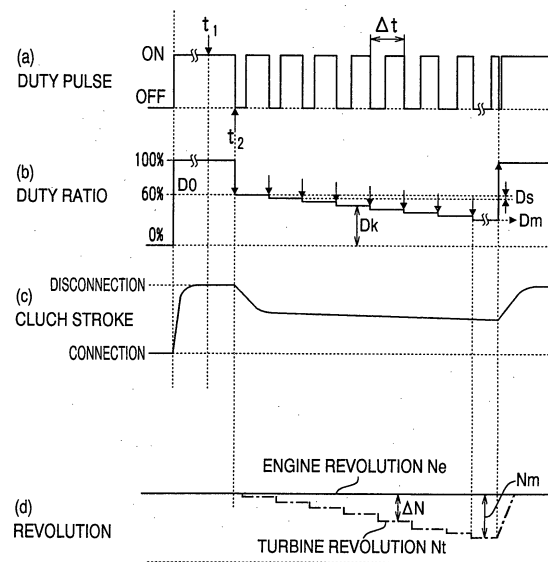 t1
Δt
(a)
ON
DUTY PULSE
OFF
t2
(b)
100%
DUTY RATIO
60%
D0
Ds
Dk
Dm
0%
DISCONNECTION
(c)
CLUCH STROKE
CONNECTION
ENGINE REVOLUTION Ne
Nm
(d)
ΔN
REVOLUTION
TURBINE REVOLUTION Nt